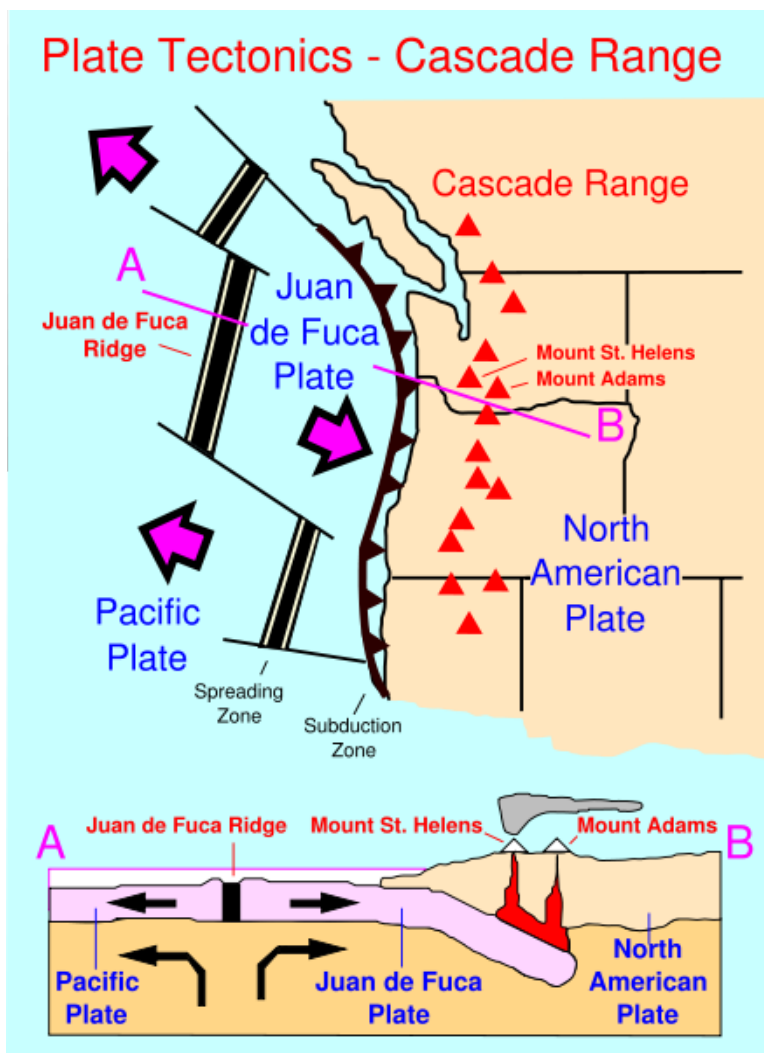 Plate Tectonics - Cascade Range
Cascade Range
A
Juan
de Fuca
Plate
Juan de Fuca
Ridge
Mount St. Helens
Mount Adams
B
North
American
Plate
Pacific
Plate
Spreading
Zone
Subduction
Zone
A
Juan de Fuca Ridge
Mount St. Helens
Mount Adams
B
Pacific
Plate
Juan de Fuca
Plate
North
American
Plate